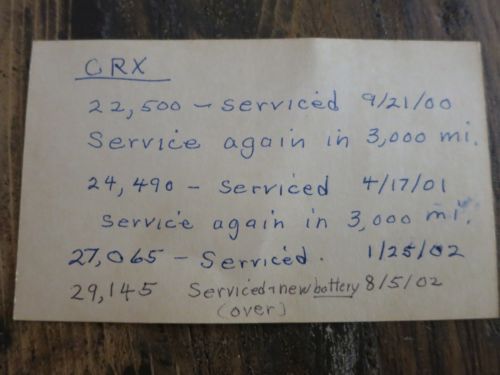 CRX
22,500 - Serviced 9/21/00
Service again in 3,000 mi.
24,490 - Serviced 4/17/01
Service again in 3,000 mi.
27,065 - Serviced. 1/25/02
29,145 Serviced + new battery 8/5/02
(over)